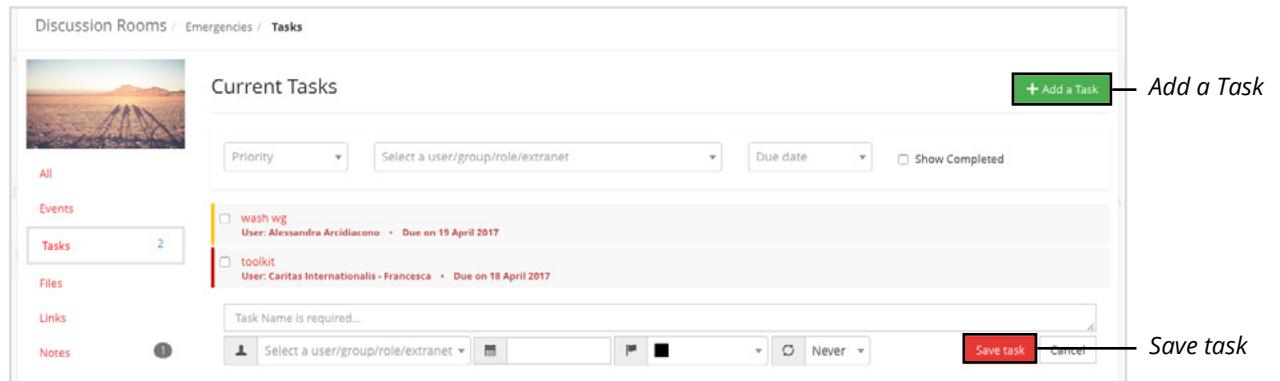 Discussion Rooms / Emergencies / Tasks
Current Tasks
+ Add a Task
Add a Task
Priority
Select a user/group/role/extranet
Due date
Show Completed
All
Events
Tasks 2
Files
Links
Notes 1
wash wg
User: Alessandra Arcidiacono • Due on 19 April 2017
toolkit
User: Caritas Internationalis - Francesca • Due on 18 April 2017
Task Name is required...
Select a user/group/role/extranet
Never
Save task
Cancel
Save task